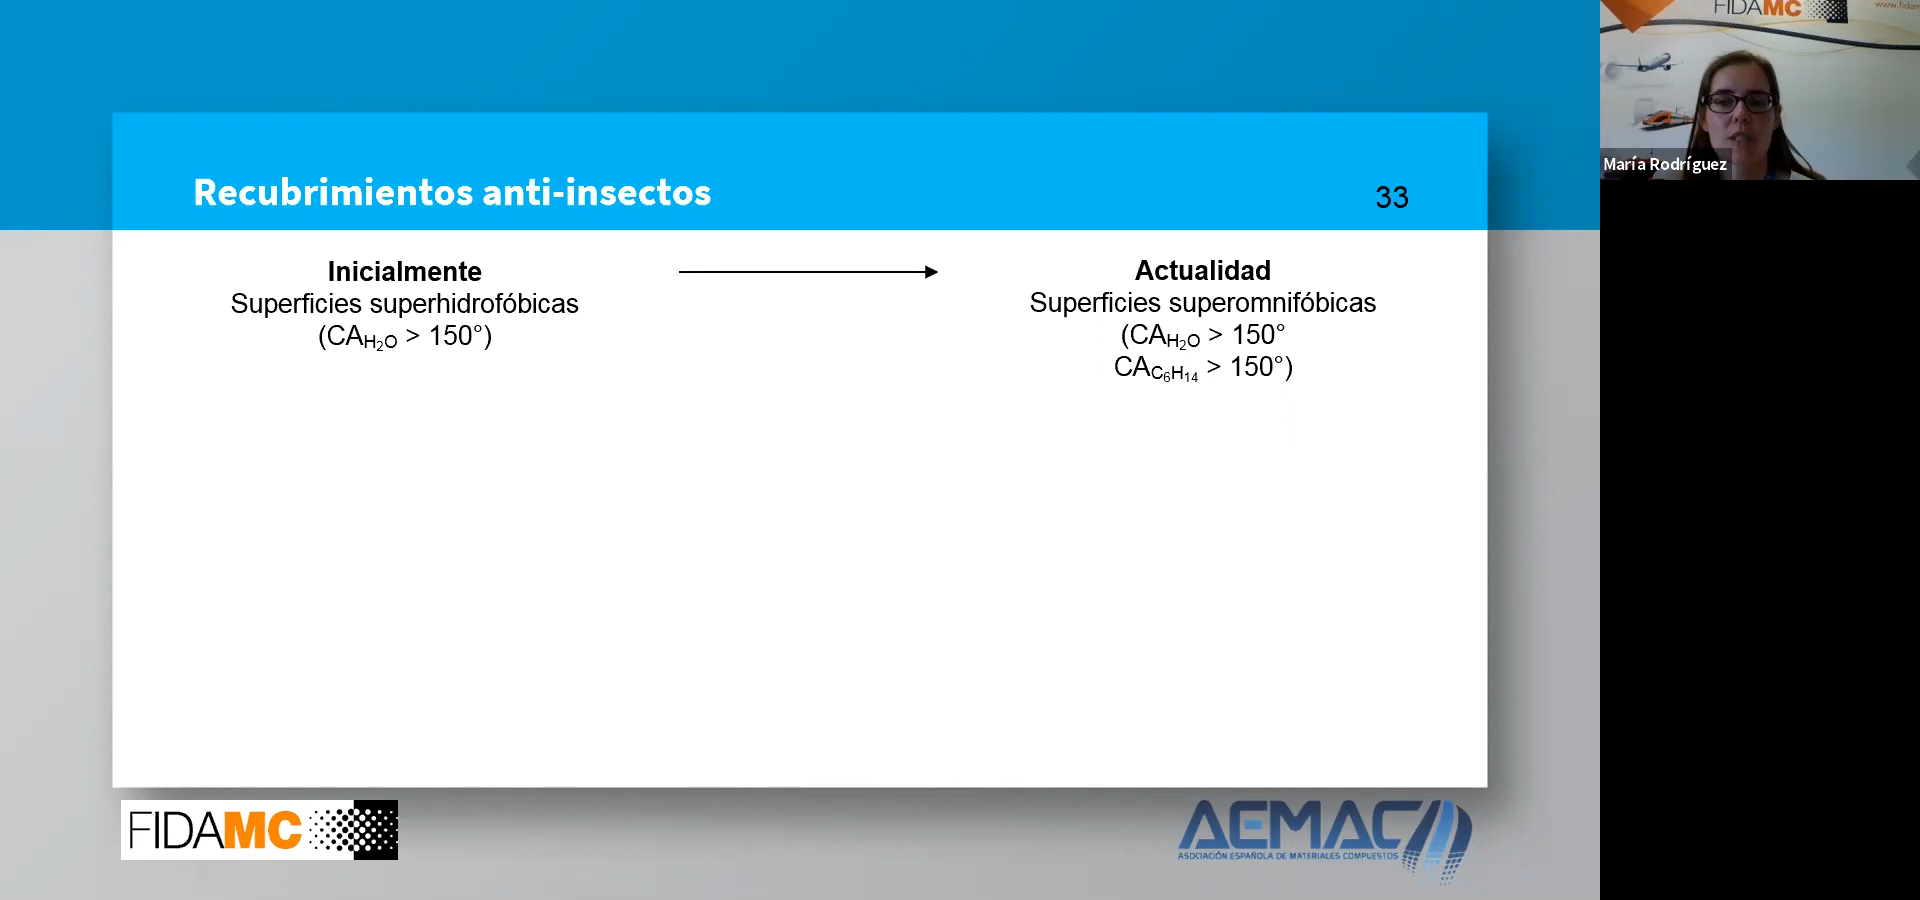 Recubrimientos anti-insectos
33
Inicialmente
Superficies superhidrofóbicas
(CAH₂O > 150°)
Actualidad
Superficies superomnifóbicas
(CAH₂O > 150°
CAC₆H₁₄ > 150°)
FIDAMC
AEMAC
ASOCIACIÓN ESPAÑOLA DE MATERIALES COMPUESTOS
FIDAMC
María Rodríguez